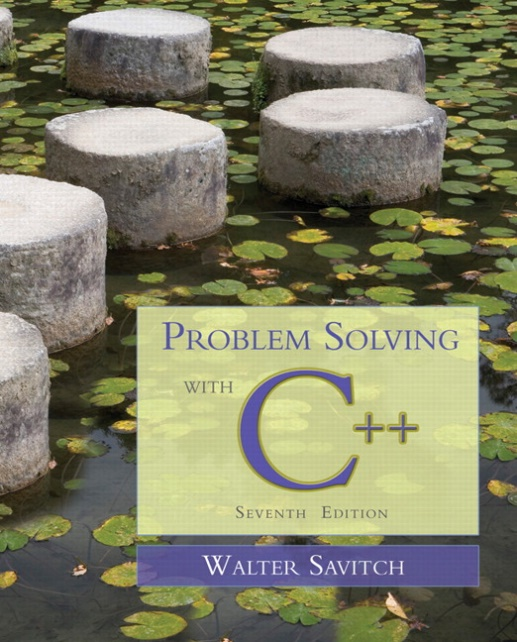 PROBLEM SOLVING
WITH C++
SEVENTH EDITION
WALTER SAVITCH